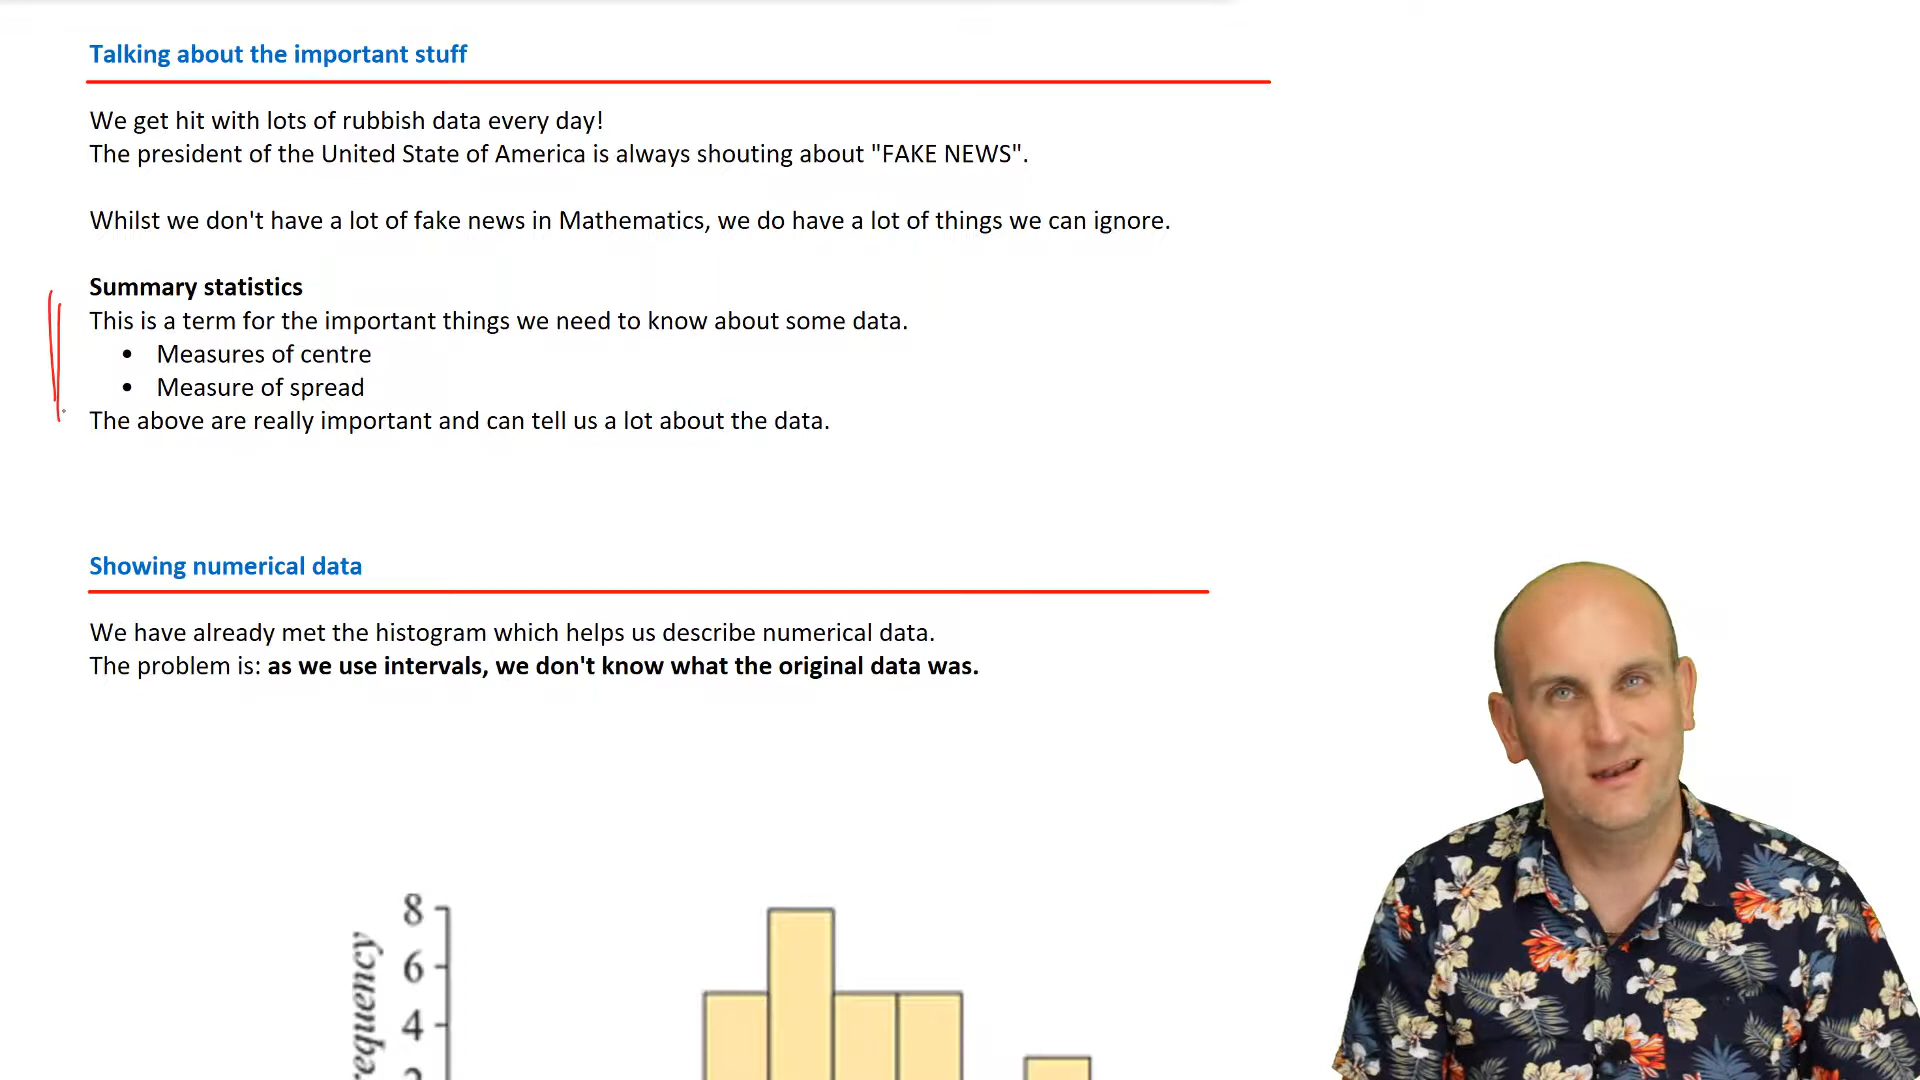 Talking about the important stuff
We get hit with lots of rubbish data every day!
The president of the United State of America is always shouting about "FAKE NEWS".
Whilst we don't have a lot of fake news in Mathematics, we do have a lot of things we can ignore.
Summary statistics
This is a term for the important things we need to know about some data.
• Measures of centre
• Measure of spread
The above are really important and can tell us a lot about the data.
Showing numerical data
We have already met the histogram which helps us describe numerical data.
The problem is: as we use intervals, we don't know what the original data was.
8
6
4